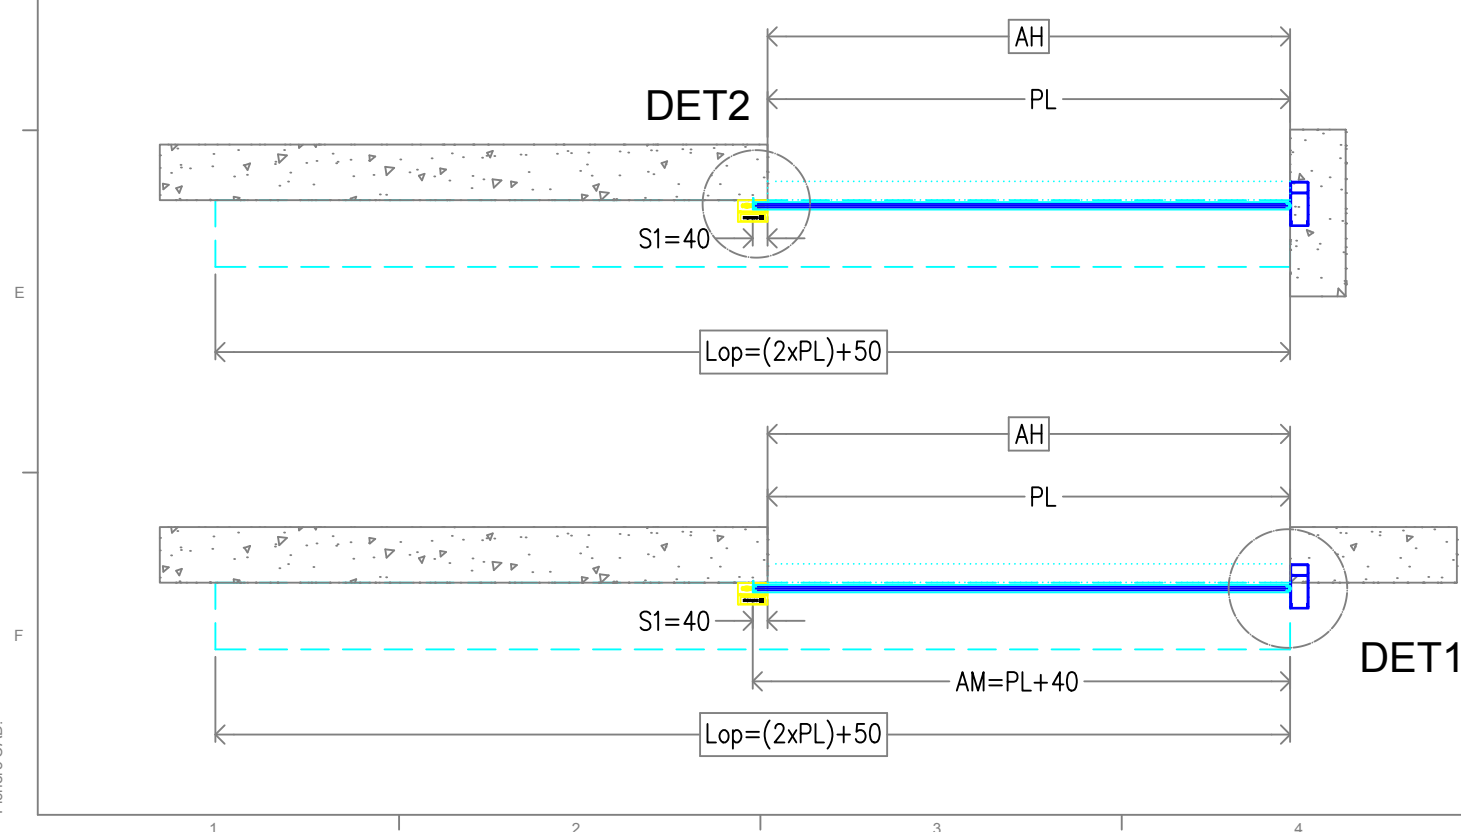 AH
DET2
PL
S1=40
E
Lop=(2xPL)+50
AH
PL
S1=40
F
DET1
AM=PL+40
Lop=(2xPL)+50
1
2
3
4